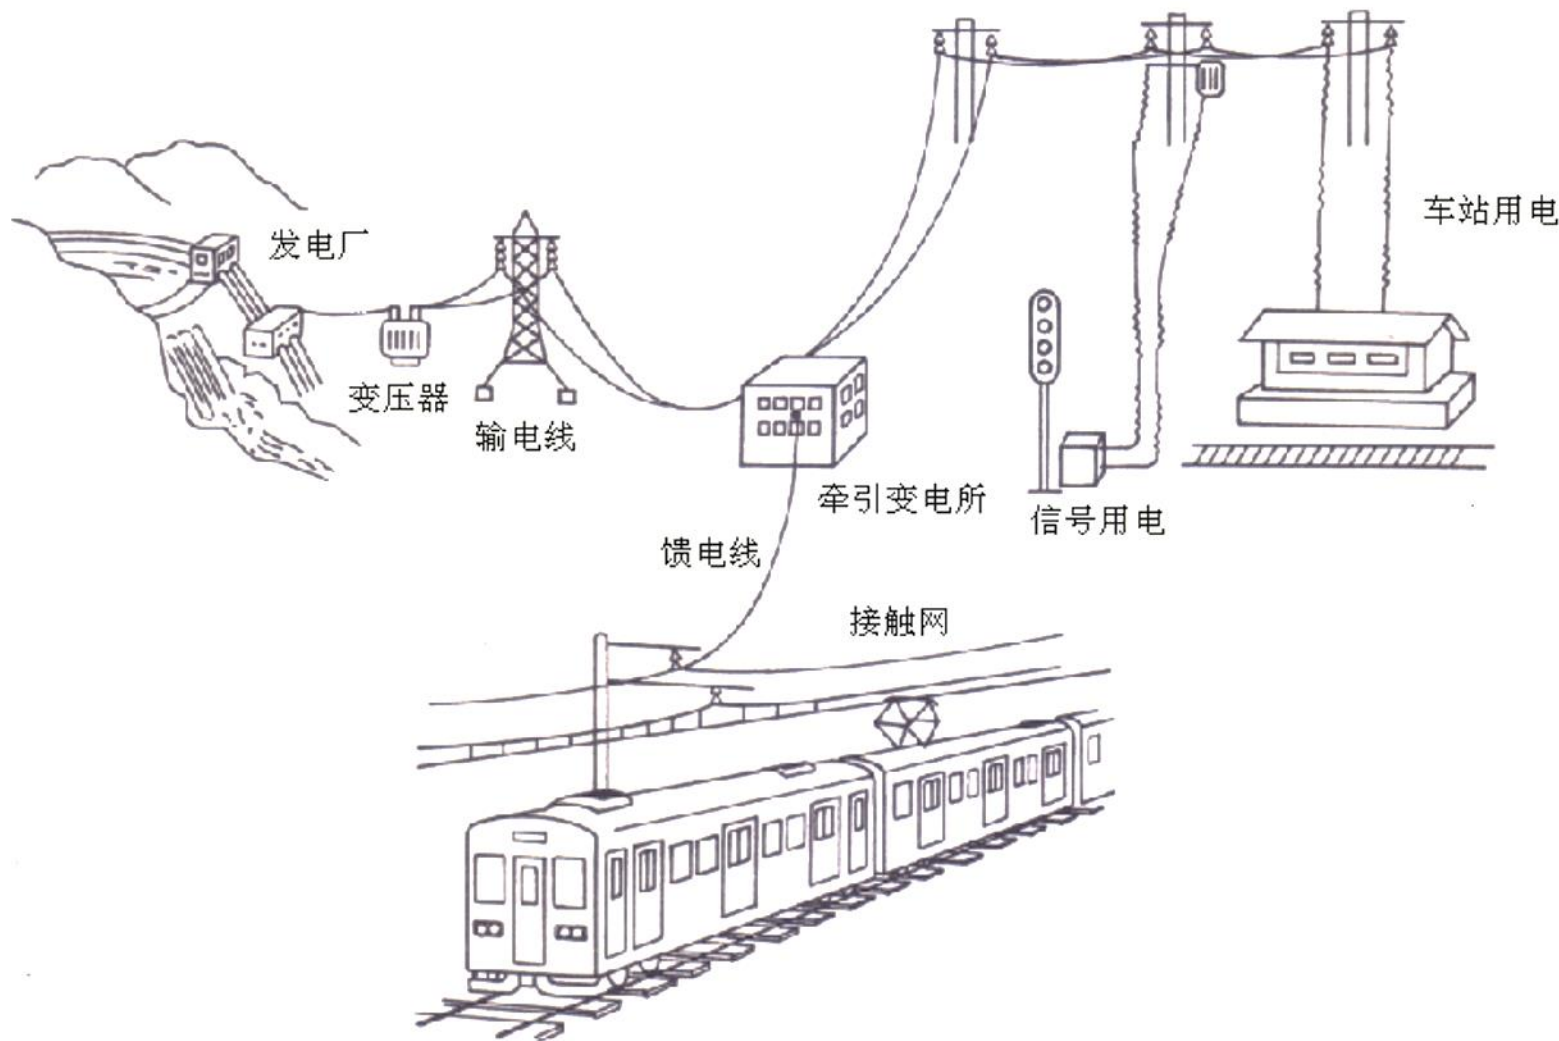 车站用电
发电厂
变压器
输电线
牵引变电所
信号用电
馈电线
接触网